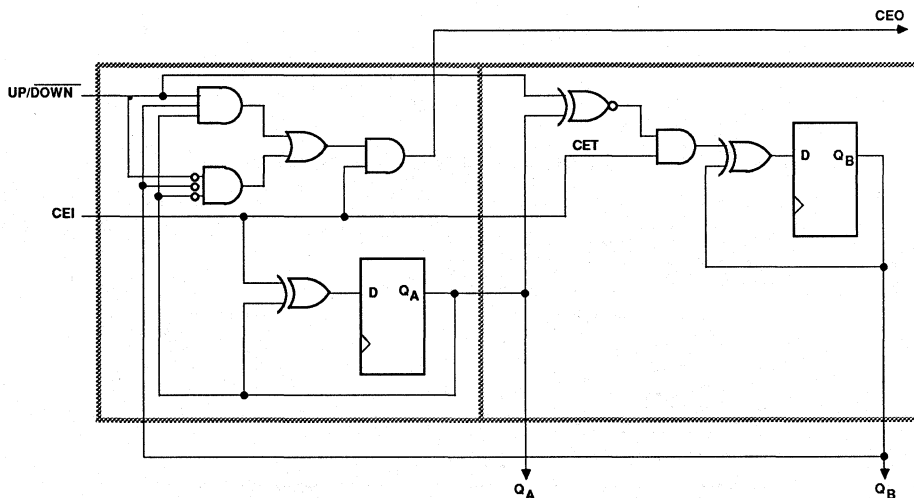 CEO
UP/DOWN
CET
D QB
CEI
D QA
QA QB